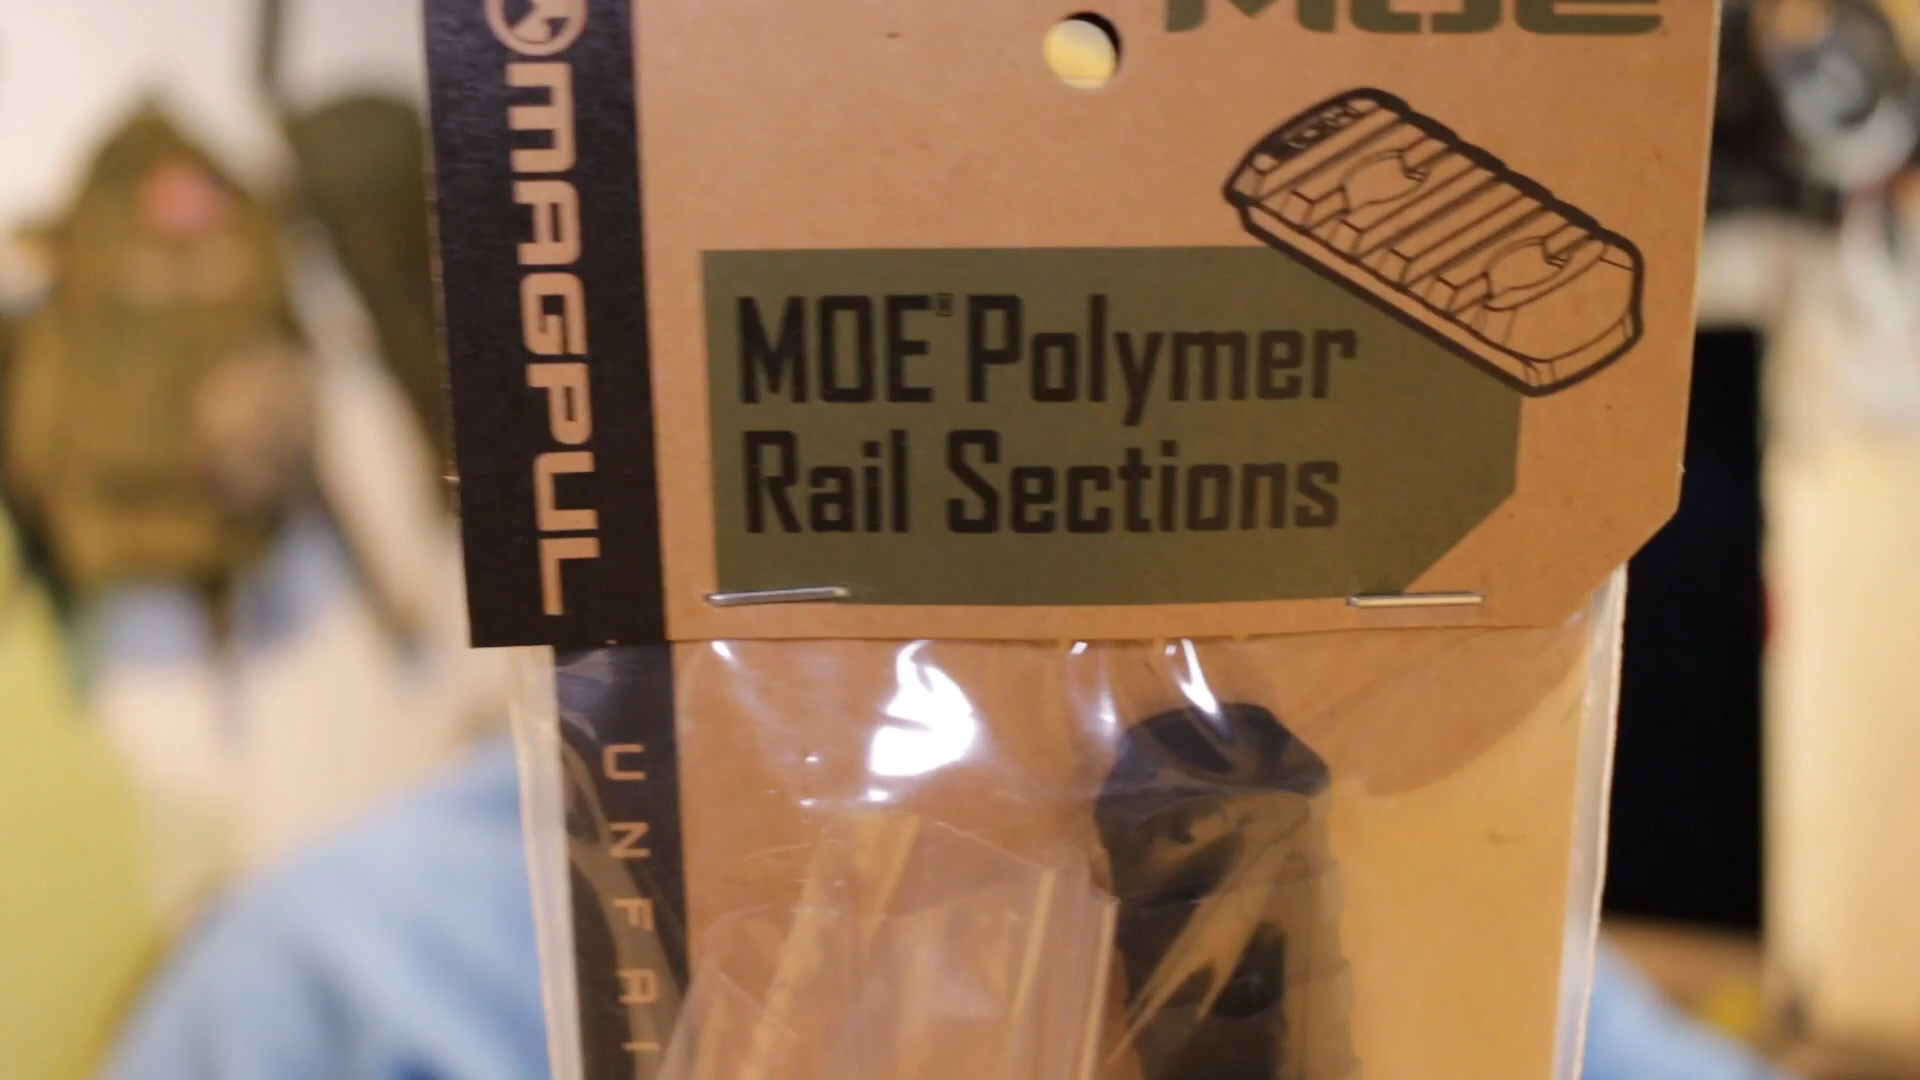 MOE
MAGPUL
MOE® Polymer
Rail Sections
UNFAI